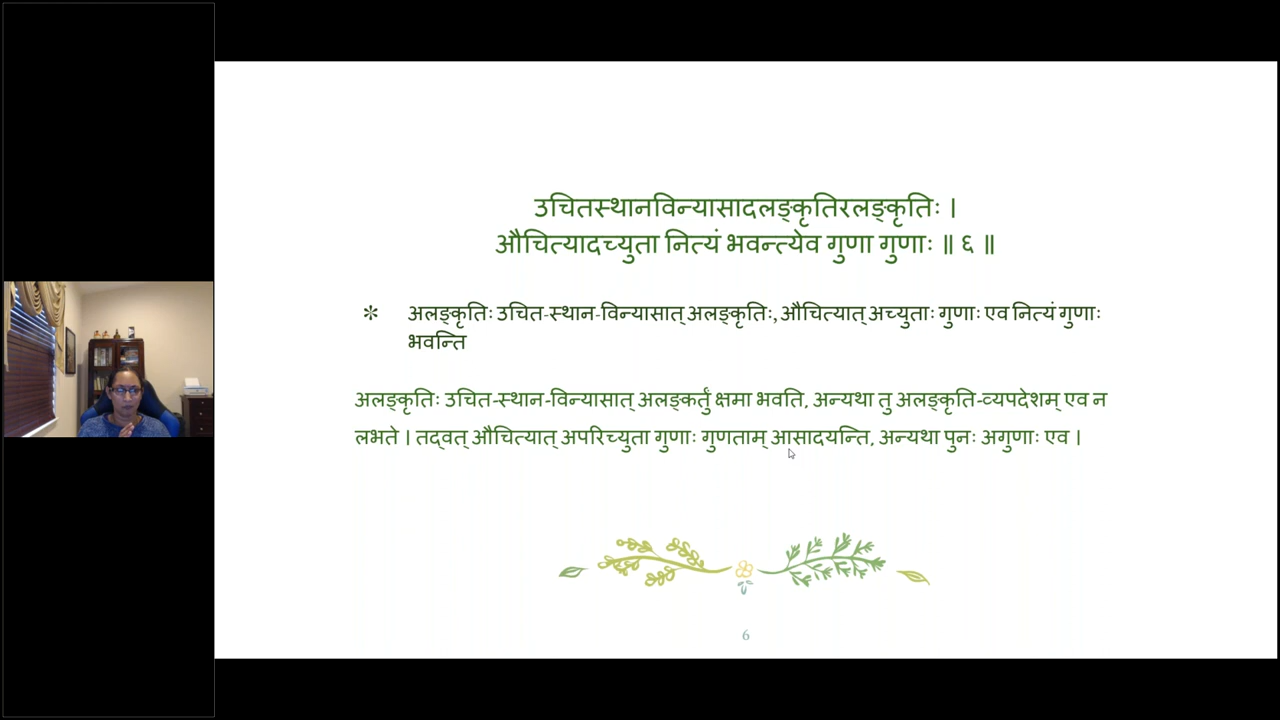 उचितस्थानविन्यासादलङ्कृतिरलङ्कृतिः ।
औचित्यादच्युता नित्यं भवन्त्येव गुणा गुणाः ॥ ६ ॥
* अलङ्कृतिः उचित-स्थान-विन्यासात् अलङ्कृतिः, औचित्यात् अच्युताः गुणाः एव नित्यं गुणाः
भवन्ति
अलङ्कृतिः उचित-स्थान-विन्यासात् अलङ्कर्तुं क्षमा भवति, अन्यथा तु अलङ्कृति-व्यपदेशम् एव न
लभते । तद्वत् औचित्यात् अपरिच्युता गुणाः गुणताम् आसादयन्ति, अन्यथा पुनः अगुणाः एव ।
6